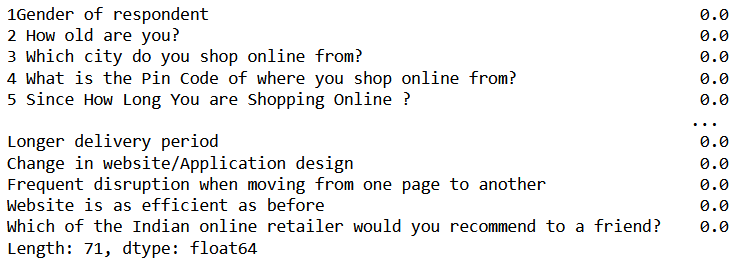 1Gender of respondent 0.0
2 How old are you? 0.0
3 Which city do you shop online from? 0.0
4 What is the Pin Code of where you shop online from? 0.0
5 Since How Long You are Shopping Online ? 0.0
...
Longer delivery period 0.0
Change in website/Application design 0.0
Frequent disruption when moving from one page to another 0.0
Website is as efficient as before 0.0
Which of the Indian online retailer would you recommend to a friend? 0.0
Length: 71, dtype: float64